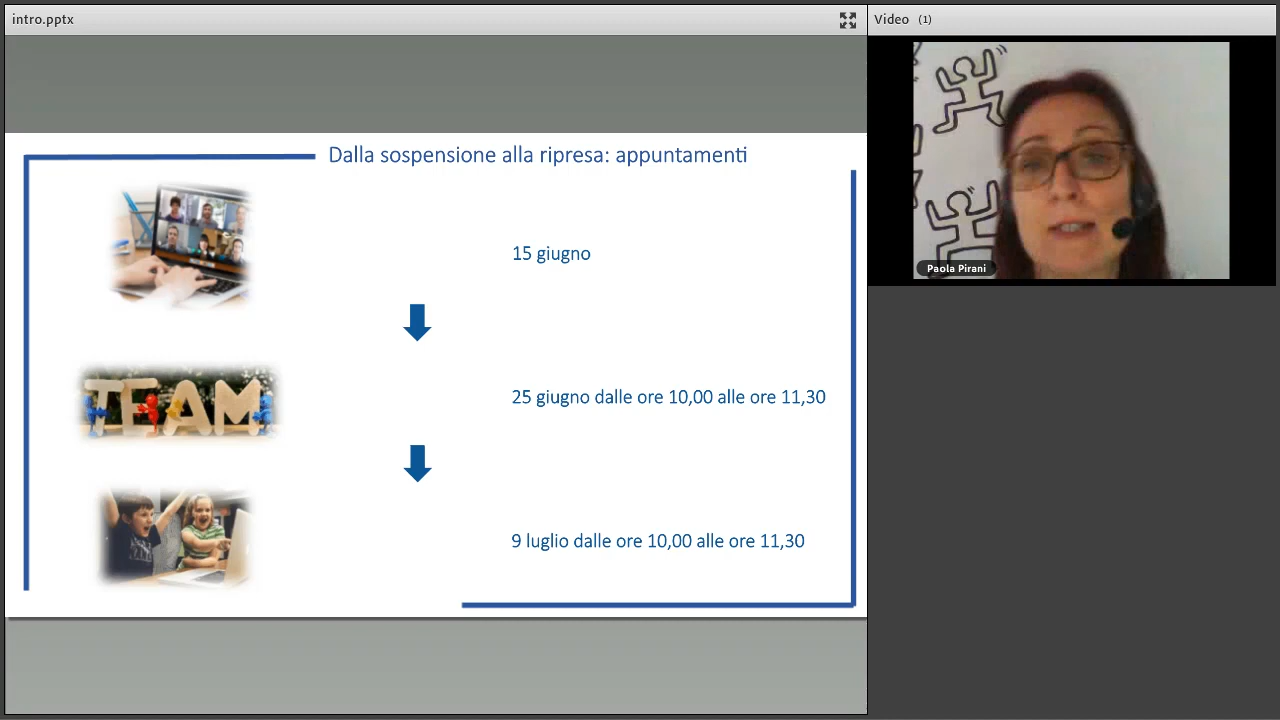 intro.pptx
Video (1)
Dalla sospensione alla ripresa: appuntamenti
15 giugno
TEAM
25 giugno dalle ore 10,00 alle ore 11,30
9 luglio dalle ore 10,00 alle ore 11,30
Paola Pirani